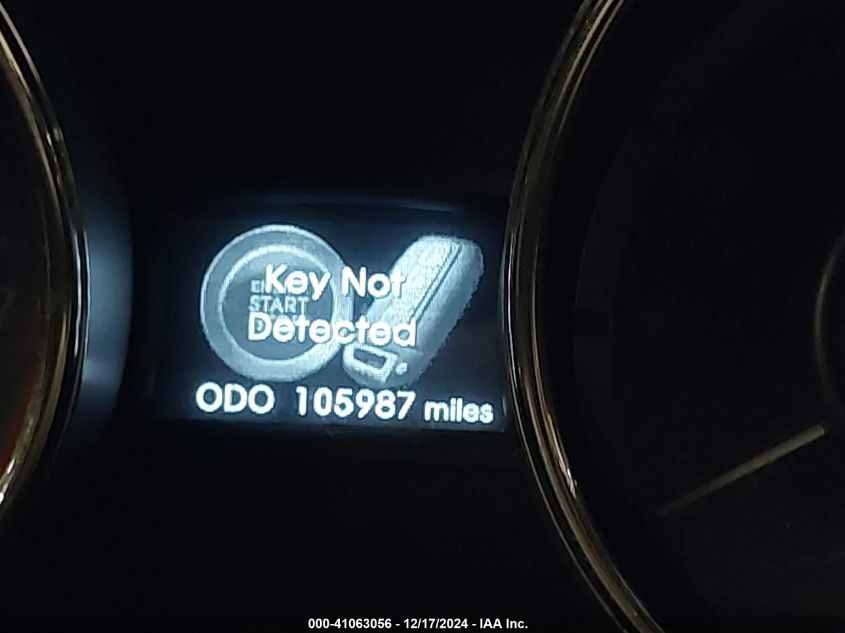 Key Not
START
Detected
ODO 105987 miles
000-41063056 - 12/17/2024 - IAA Inc.